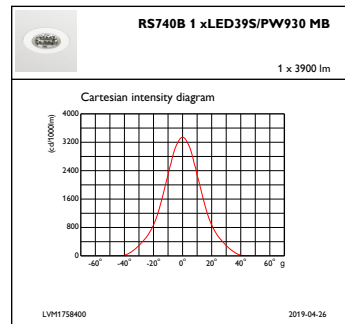 RS740B 1 xLED39S/PW930 MB
1 x 3900 lm
Cartesian intensity diagram
(cd/1000lm)
4000
3200
2400
1600
800
0
-60° -40° -20° 0° 20° 40° 60° g
LVM1758400 2019-04-26